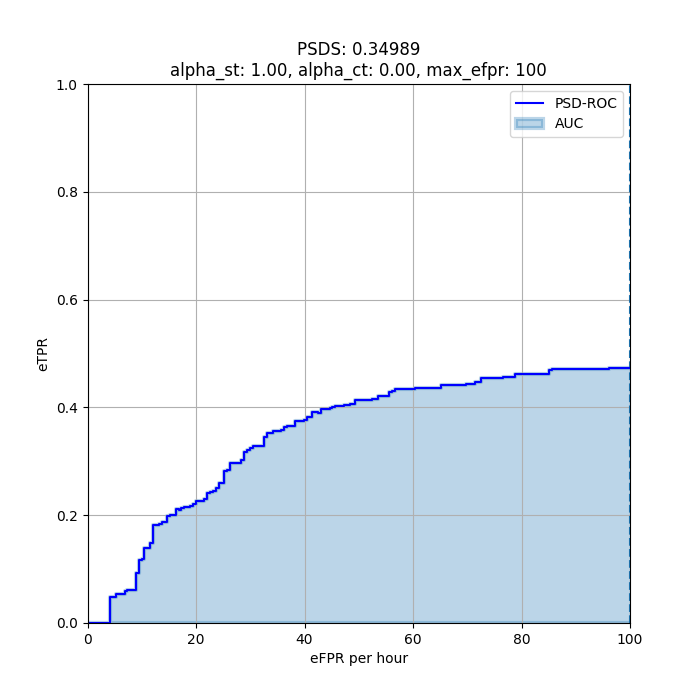 PSDS: 0.34989
alpha_st: 1.00, alpha_ct: 0.00, max_efpr: 100
PSD-ROC
AUC
1.0
0.8
0.6
0.4
0.2
0.0
eTPR
0 20 40 60 80 100
eFPR per hour